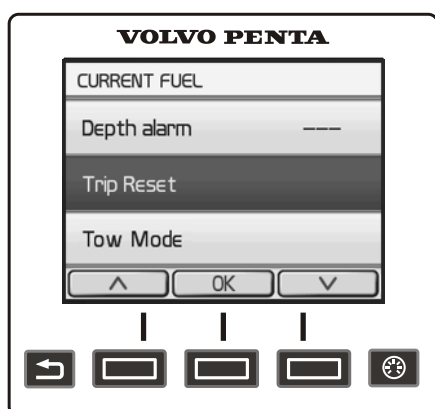 VOLVO PENTA
CURRENT FUEL
Depth alarm ---
Trip Reset
Tow Mode
OK